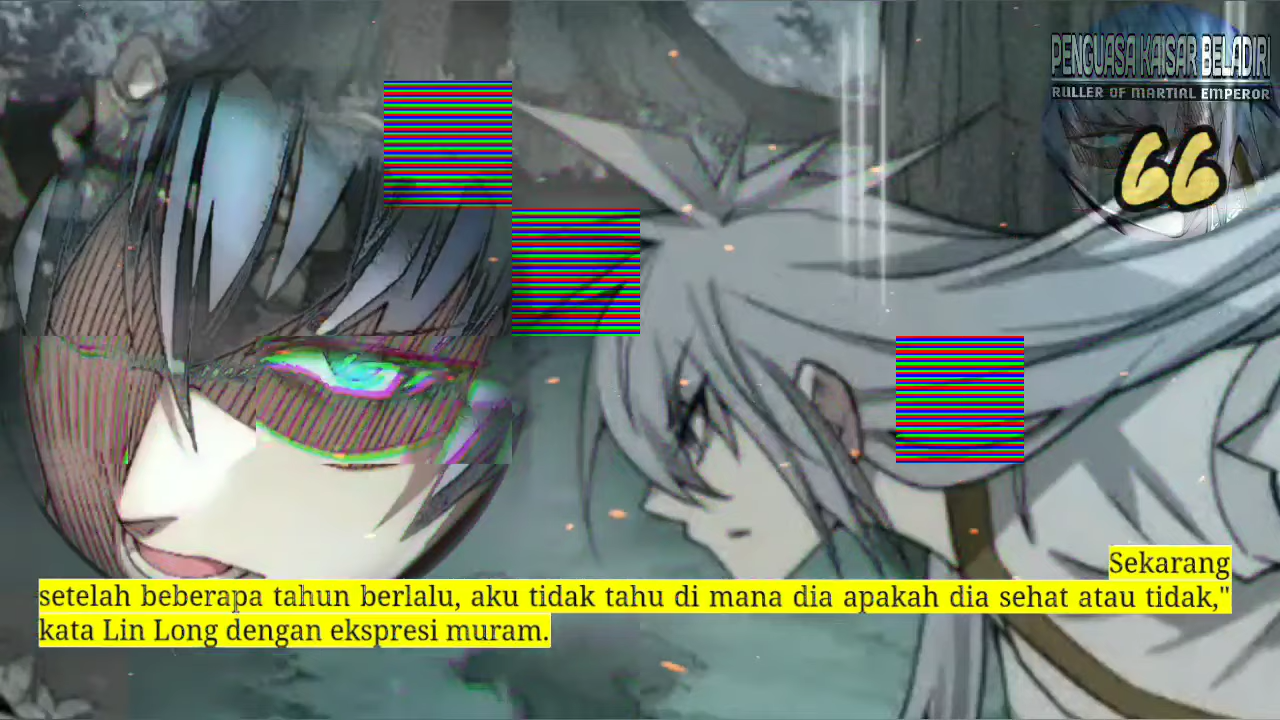 PENGUASA KAISAR BELADIRI
RULLER OF MARTIAL EMPEROR
66
Sekarang
setelah beberapa tahun berlalu, aku tidak tahu di mana dia apakah dia sehat atau tidak,"
kata Lin Long dengan ekspresi muram.